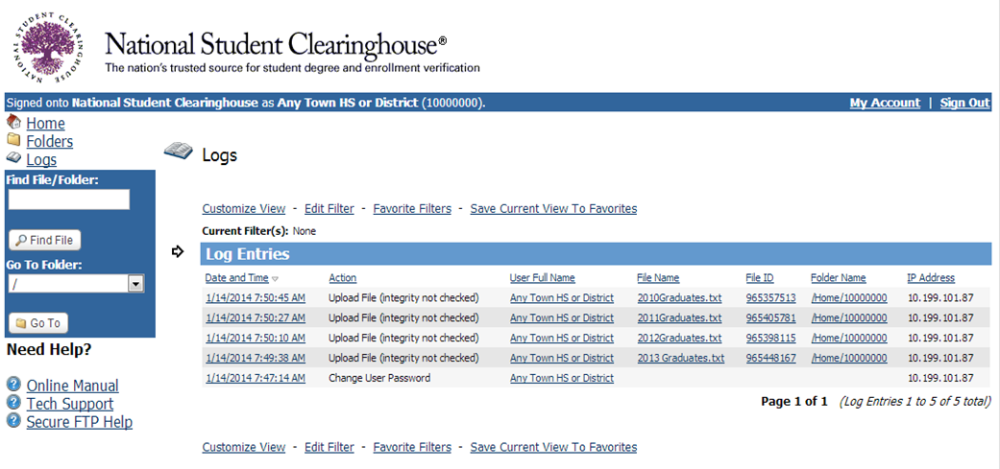 NATIONAL STUDENT CLEARINGHOUSE
National Student Clearinghouse®
The nation's trusted source for student degree and enrollment verification
Signed onto National Student Clearinghouse as Any Town HS or District (10000000). My Account | Sign Out
Home
Folders
Logs
Find File/Folder:
Find File
Go To Folder:
/
Go To
Need Help?
Online Manual
Tech Support
Secure FTP Help
Logs
Customize View - Edit Filter - Favorite Filters - Save Current View To Favorites
Current Filter(s): None
Log Entries
Date and Time Action User Full Name File Name File ID Folder Name IP Address
1/14/2014 7:50:45 AM Upload File (integrity not checked) Any Town HS or District 2010Graduates.txt 965357513 /Home/10000000 10.199.101.87
1/14/2014 7:50:27 AM Upload File (integrity not checked) Any Town HS or District 2011Graduates.txt 965405781 /Home/10000000 10.199.101.87
1/14/2014 7:50:10 AM Upload File (integrity not checked) Any Town HS or District 2012Graduates.txt 965398115 /Home/10000000 10.199.101.87
1/14/2014 7:49:38 AM Upload File (integrity not checked) Any Town HS or District 2013 Graduates.txt 965448167 /Home/10000000 10.199.101.87
1/14/2014 7:47:14 AM Change User Password Any Town HS or District 10.199.101.87
Page 1 of 1 (Log Entries 1 to 5 of 5 total)
Customize View - Edit Filter - Favorite Filters - Save Current View To Favorites